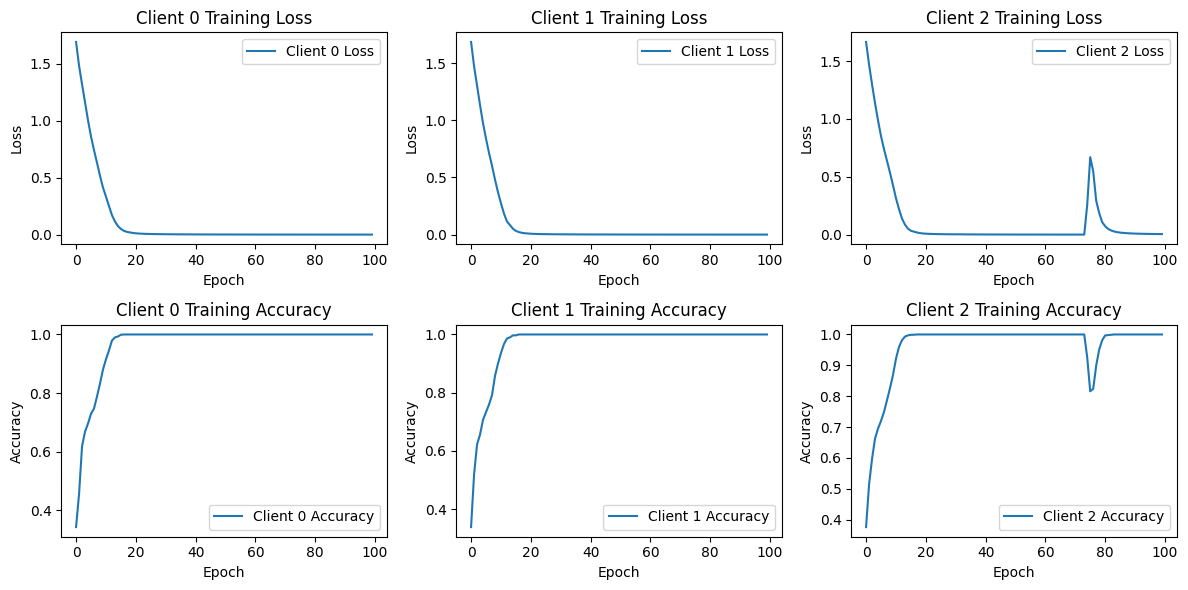 Client 0 Training Loss
Client 0 Loss
Loss
1.5
1.0
0.5
0.0
0 20 40 60 80 100
Epoch
Client 1 Training Loss
Client 1 Loss
Loss
1.5
1.0
0.5
0.0
0 20 40 60 80 100
Epoch
Client 2 Training Loss
Client 2 Loss
Loss
1.5
1.0
0.5
0.0
0 20 40 60 80 100
Epoch
Client 0 Training Accuracy
Accuracy
1.0
0.8
0.6
0.4
Client 0 Accuracy
0 20 40 60 80 100
Epoch
Client 1 Training Accuracy
Accuracy
1.0
0.8
0.6
0.4
Client 1 Accuracy
0 20 40 60 80 100
Epoch
Client 2 Training Accuracy
Accuracy
1.0
0.9
0.8
0.7
0.6
0.5
0.4
Client 2 Accuracy
0 20 40 60 80 100
Epoch